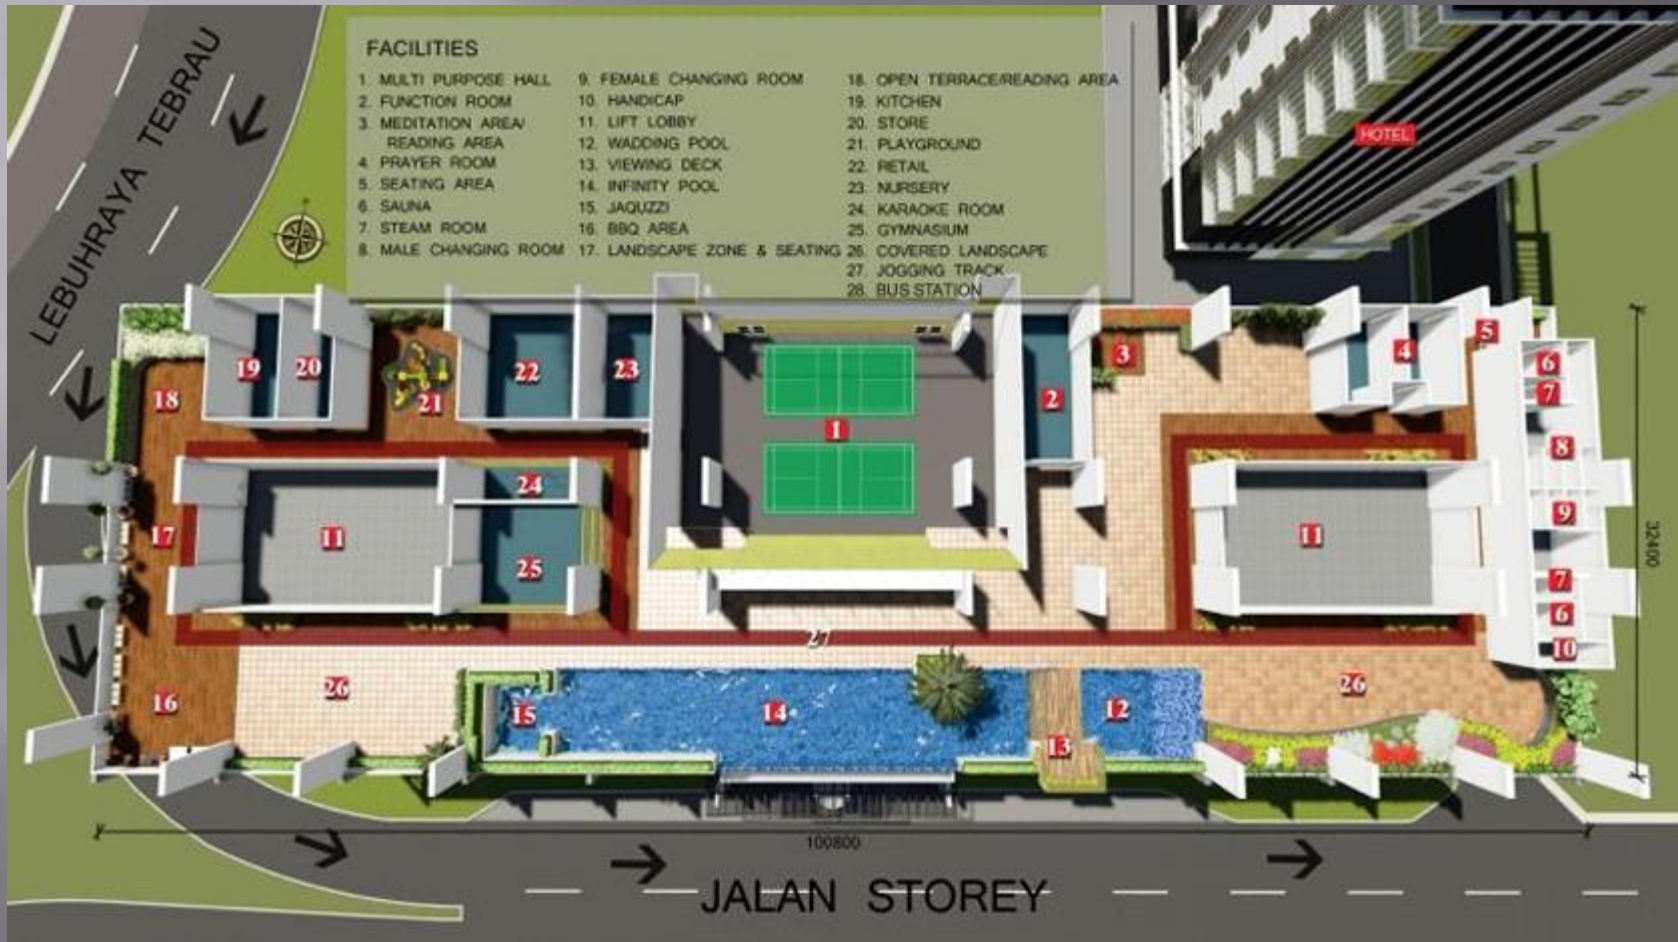 LEBUHRAYA TEBRAU
FACILITIES
1. MULTI PURPOSE HALL
2. FUNCTION ROOM
3. MEDITATION AREA/
READING AREA
4. PRAYER ROOM
5. SEATING AREA
6. SAUNA
7. STEAM ROOM
8. MALE CHANGING ROOM
9. FEMALE CHANGING ROOM
10. HANDICAP
11. LIFT LOBBY
12. WADDING POOL
13. VIEWING DECK
14. INFINITY POOL
15. JAQUZZI
16. BBQ AREA
17. LANDSCAPE ZONE & SEATING
18. OPEN TERRACE/READING AREA
19. KITCHEN
20. STORE
21. PLAYGROUND
22. RETAIL
23. NURSERY
24. KARAOKE ROOM
25. GYMNASIUM
26. COVERED LANDSCAPE
27. JOGGING TRACK
28. BUS STATION
HOTEL
19
20
18
21
22
23
1
2
3
4
5
6
7
8
9
7
6
10
17
11
24
25
11
27
16
26
15
14
13
12
26
32400
100800
JALAN STOREY